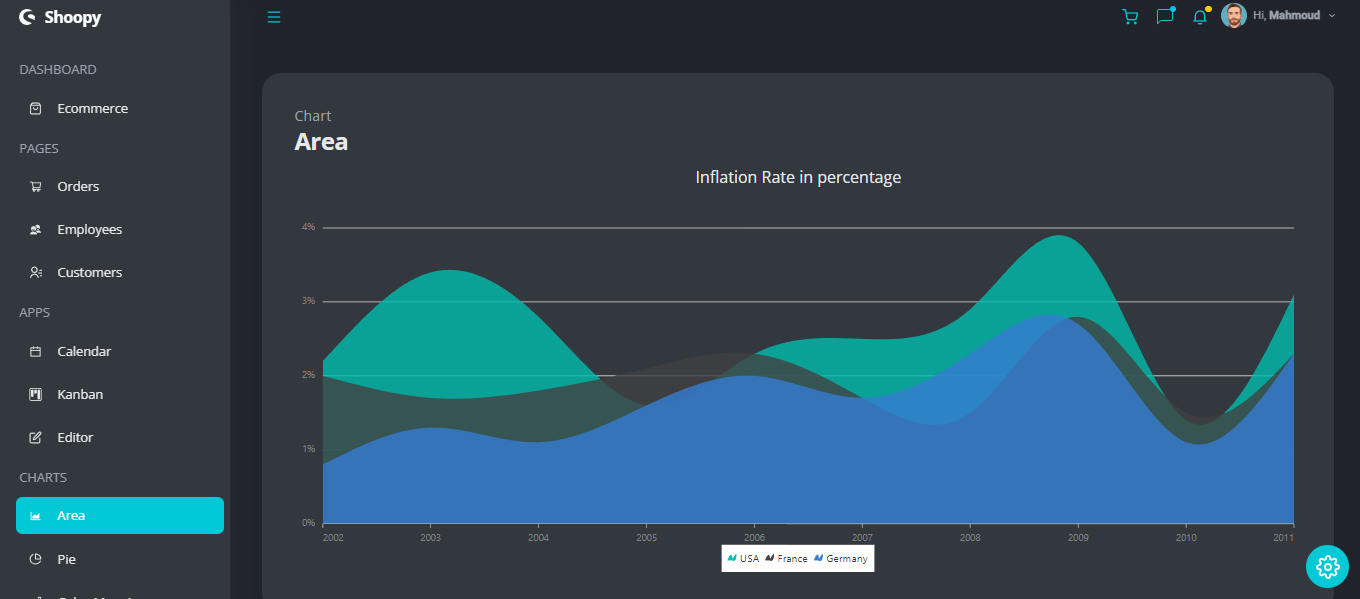 Shoopy
Hi, Mahmoud
DASHBOARD
Ecommerce
PAGES
Orders
Employees
Customers
APPS
Calendar
Kanban
Editor
CHARTS
Area
Pie
Chart
Area
Inflation Rate in percentage
4%
3%
2%
1%
0%
2002 2003 2004 2005 2006 2007 2008 2009 2010 2011
USA France Germany